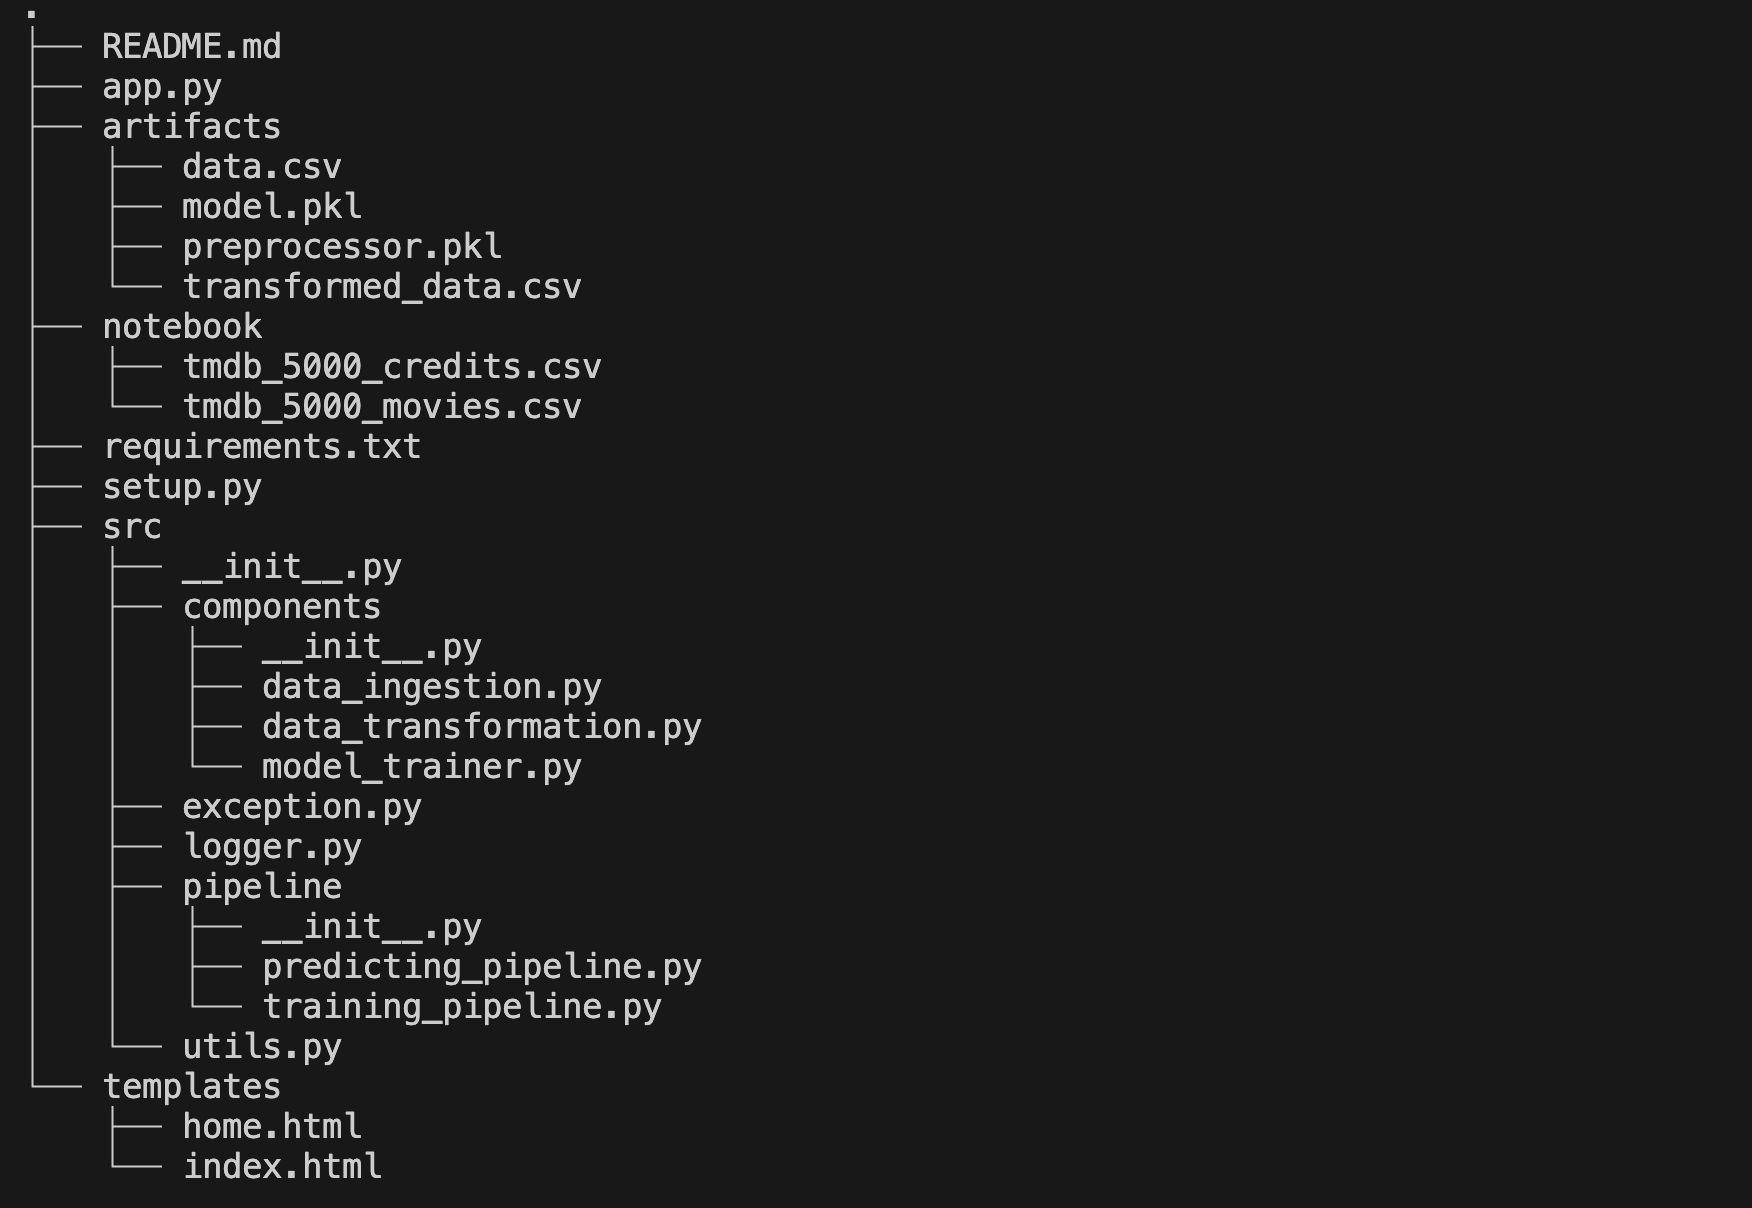 .
├── README.md
├── app.py
├── artifacts
│   ├── data.csv
│   ├── model.pkl
│   ├── preprocessor.pkl
│   └── transformed_data.csv
├── notebook
│   ├── tmdb_5000_credits.csv
│   └── tmdb_5000_movies.csv
├── requirements.txt
├── setup.py
├── src
│   ├── __init__.py
│   ├── components
│   │   ├── __init__.py
│   │   ├── data_ingestion.py
│   │   ├── data_transformation.py
│   │   └── model_trainer.py
│   ├── exception.py
│   ├── logger.py
│   ├── pipeline
│   │   ├── __init__.py
│   │   ├── predicting_pipeline.py
│   │   └── training_pipeline.py
│   └── utils.py
└── templates
    ├── home.html
    └── index.html